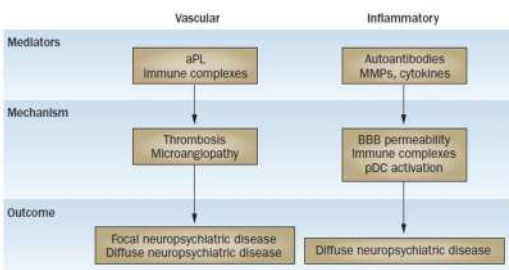 Vascular
Inflammatory
Mediators
aPL
Immune complexes
Autoantibodies
MMPs, cytokines
Mechanism
Thrombosis
Microangiopathy
BBB permeability
Immune complexes
pDC activation
Outcome
Focal neuropsychiatric disease
Diffuse neuropsychiatric disease
Diffuse neuropsychiatric disease